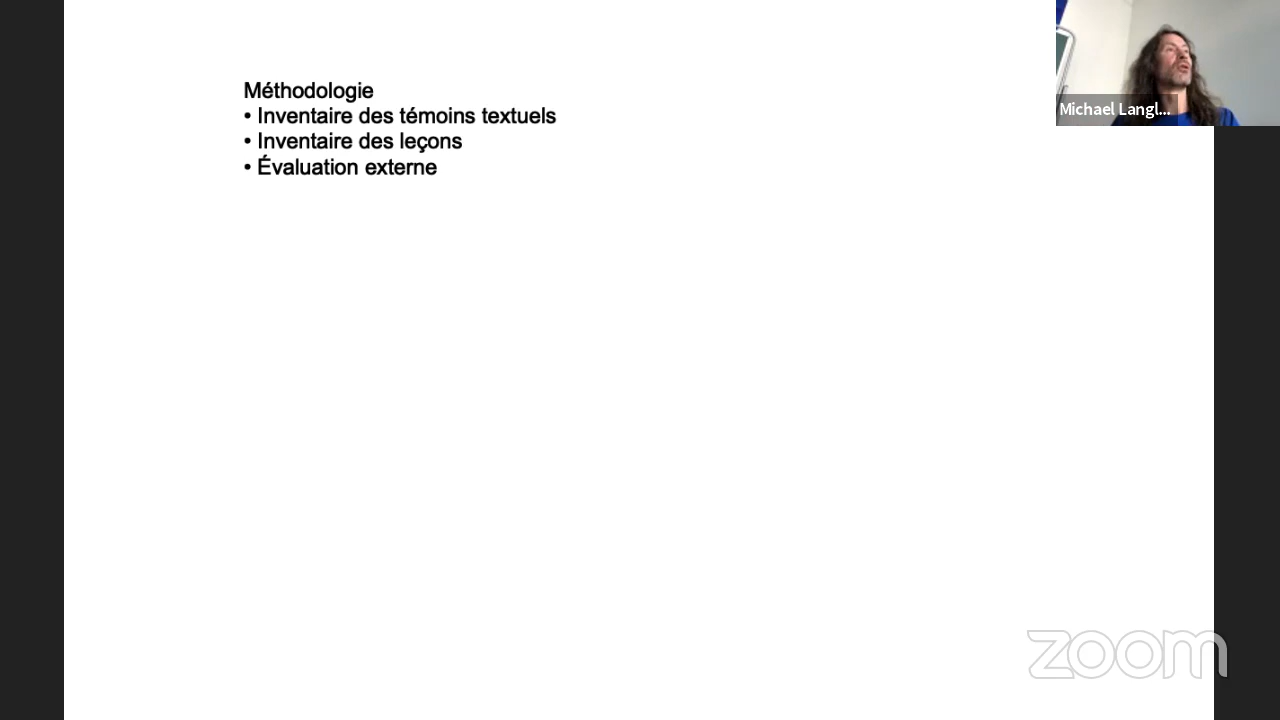 Méthodologie
• Inventaire des témoins textuels
• Inventaire des leçons
• Évaluation externe
Michael Langl...
zoom